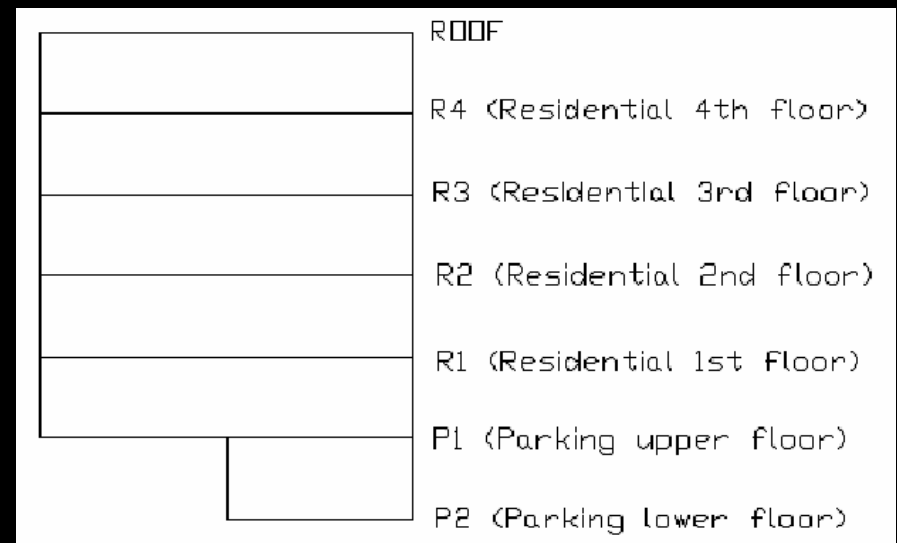 ROOF
R4 (Residential 4th floor)
R3 (Residential 3rd floor)
R2 (Residential 2nd floor)
R1 (Residential 1st floor)
P1 (Parking upper floor)
P2 (Parking lower floor)